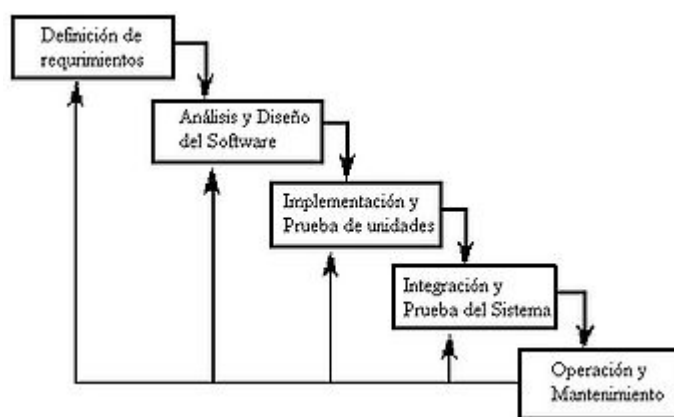 Definición de
requrimientos
Análisis y Diseño
del Software
Implementación y
Prueba de unidades
Integración y
Prueba del Sistema
Operación y
Mantenimiento